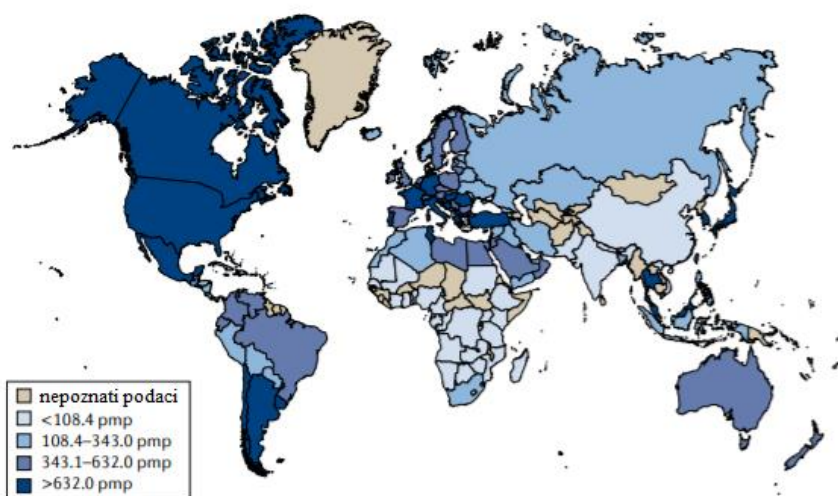 nepoznati podaci
<108.4 pmp
108.4–343.0 pmp
343.1–632.0 pmp
>632.0 pmp